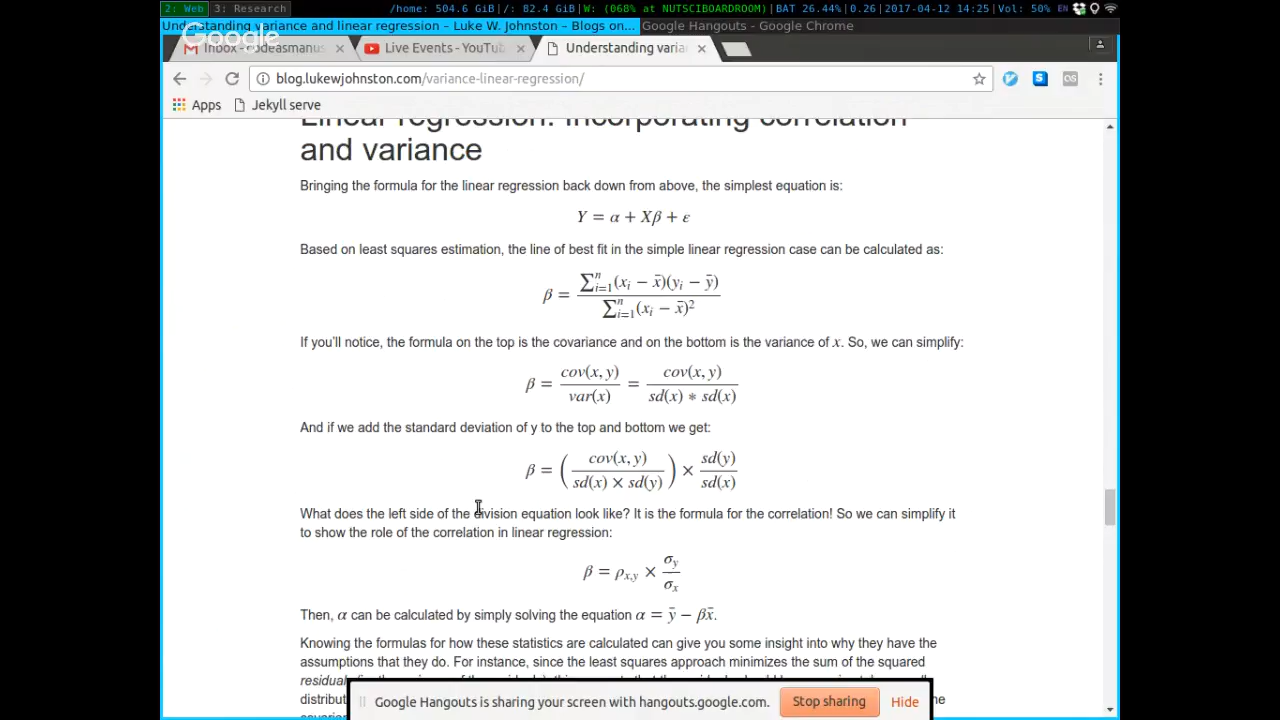 2: Web 3: Research /home: 504.6 GiB|/: 82.4 GiB|W: (068% at NUTSCIBOARDROOM)|BAT 26.44%|0.26|2017-04-12 14:25|Vol: 50% EN
Understanding variance and linear regression – Luke W. Johnston – Blogs on... Google Hangouts - Google Chrome
Google
Inbox - codeasmanus Live Events - YouTu Understanding varia
blog.lukewjohnston.com/variance-linear-regression/
Apps Jekyll serve
Linear regression: Incorporating correlation
and variance
Bringing the formula for the linear regression back down from above, the simplest equation is:
Y = α + Xβ + ϵ
Based on least squares estimation, the line of best fit in the simple linear regression case can be calculated as:
β = ∑ⁿᵢ₌₁(xᵢ − x̄)(yᵢ − ȳ) / ∑ⁿᵢ₌₁(xᵢ − x̄)²
If you'll notice, the formula on the top is the covariance and on the bottom is the variance of x. So, we can simplify:
β = cov(x, y) / var(x) = cov(x, y) / sd(x) ∗ sd(x)
And if we add the standard deviation of y to the top and bottom we get:
β = ( cov(x, y) / sd(x) × sd(y) ) × sd(y) / sd(x)
What does the left side of the division equation look like? It is the formula for the correlation! So we can simplify it
to show the role of the correlation in linear regression:
β = ρx,y × σy / σx
Then, α can be calculated by simply solving the equation α = ȳ − βx̄.
Knowing the formulas for how these statistics are calculated can give you some insight into why they have the
assumptions that they do. For instance, since the least squares approach minimizes the sum of the squared
residual
distribut
Google Hangouts is sharing your screen with hangouts.google.com. Stop sharing Hide